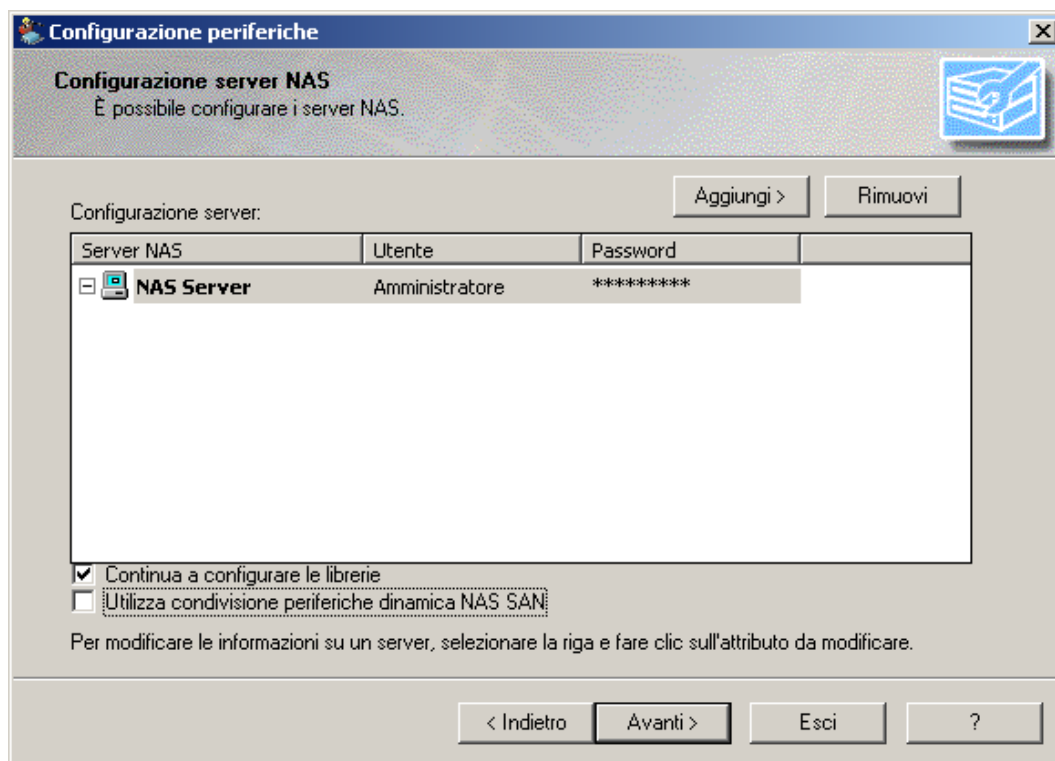 Configurazione periferiche
Configurazione server NAS
È possibile configurare i server NAS.
Aggiungi >
Rimuovi
Configurazione server:
Server NAS Utente Password
NAS Server Amministratore *********
Continua a configurare le librerie
Utilizza condivisione periferiche dinamica NAS SAN
Per modificare le informazioni su un server, selezionare la riga e fare clic sull'attributo da modificare.
< Indietro Avanti > Esci ?